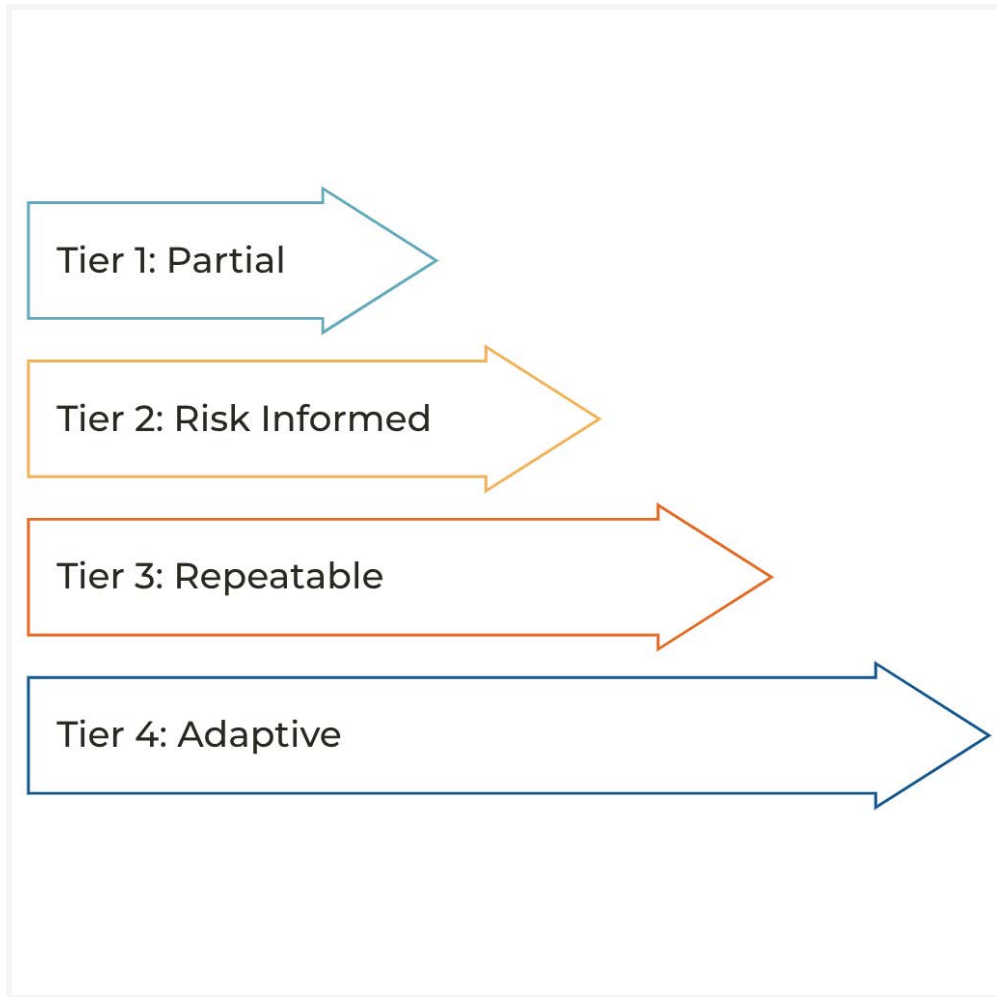 Tier 1: Partial
Tier 2: Risk Informed
Tier 3: Repeatable
Tier 4: Adaptive